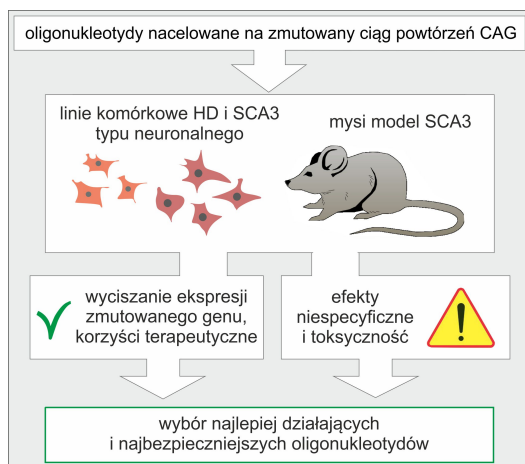 oligonukleotydy nacelowane na zmutowany ciąg powtórzeń CAG
linie komórkowe HD i SCA3
typu neuronalnego
mysi model SCA3
wyciszanie ekspresji
zmutowanego genu,
korzyści terapeutyczne
efekty
niespecyficzne
i toksyczność
!
wybór najlepiej działających
i najbezpieczniejszych oligonukleotydów